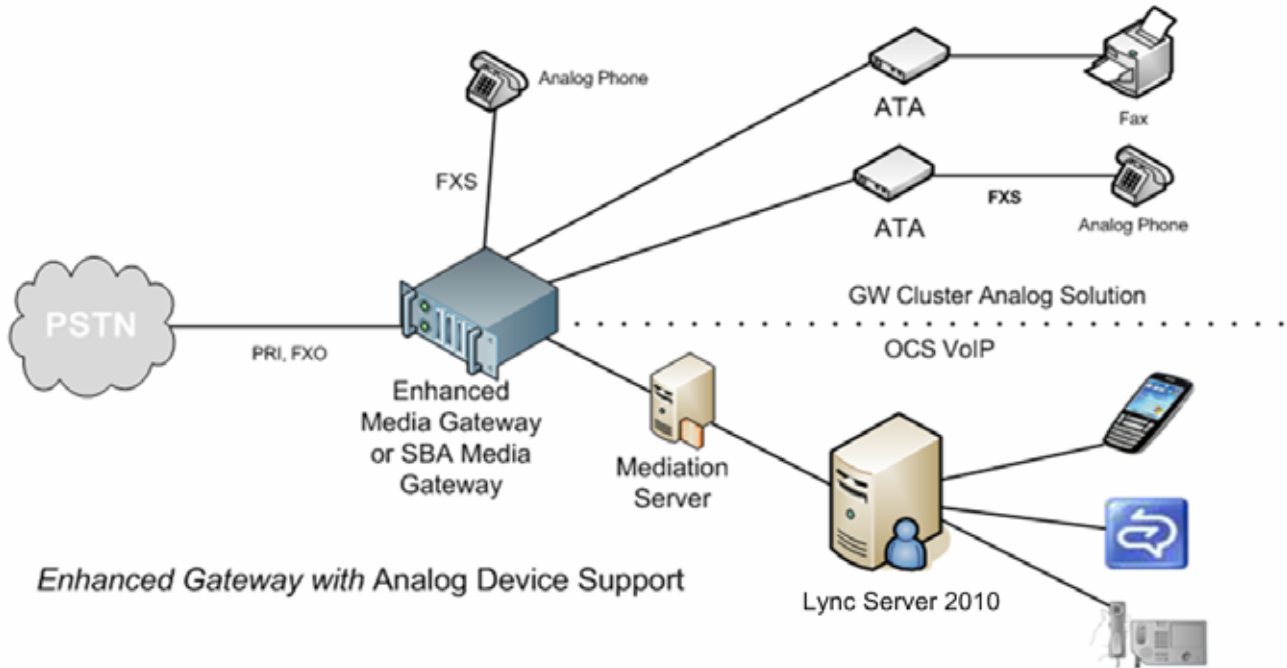 Analog Phone
FXS
ATA
Fax
ATA
FXS
Analog Phone
GW Cluster Analog Solution
OCS VoIP
PSTN
PRI, FXO
Enhanced
Media Gateway
or SBA Media
Gateway
Mediation
Server
Lync Server 2010
Enhanced Gateway with Analog Device Support